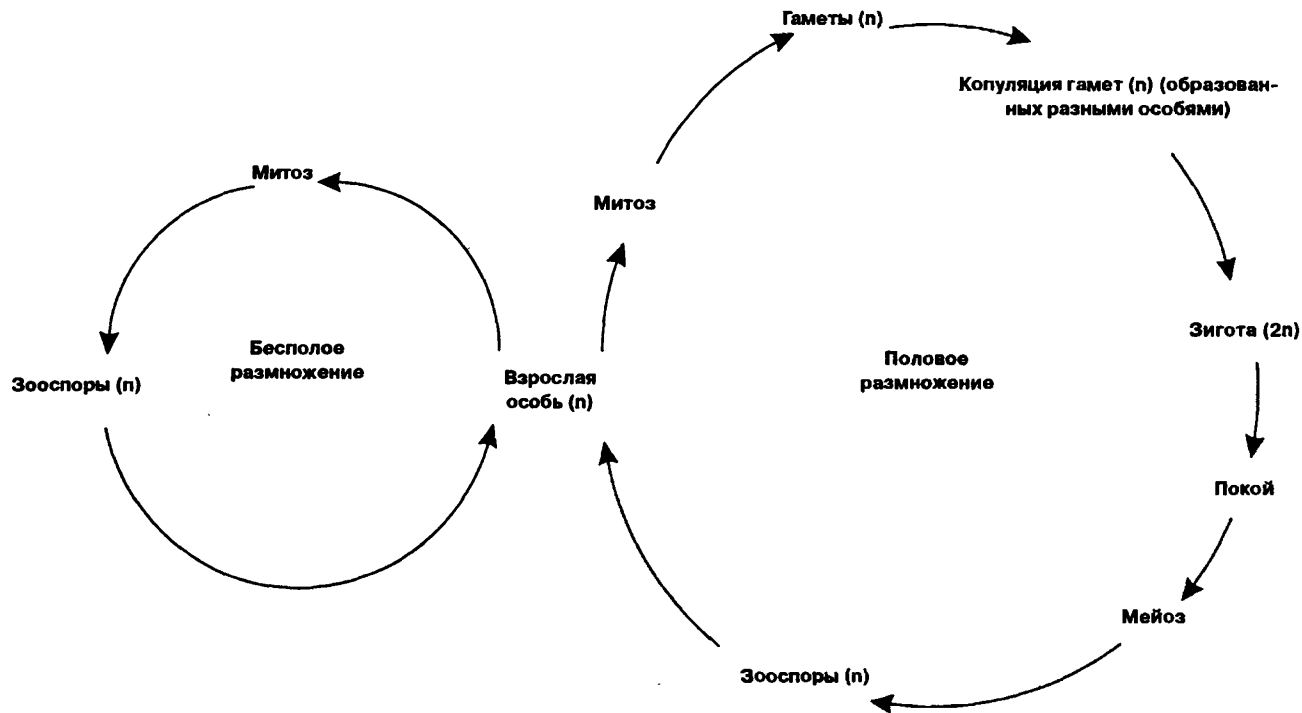 Гаметы (n)
Копуляция гамет (n) (образован-
ных разными особями)
Митоз
Митоз
Зигота (2n)
Бесполое
размножение
Половое
размножение
Зооспоры (n)
Взрослая
особь (n)
Покой
Мейоз
Зооспоры (n)